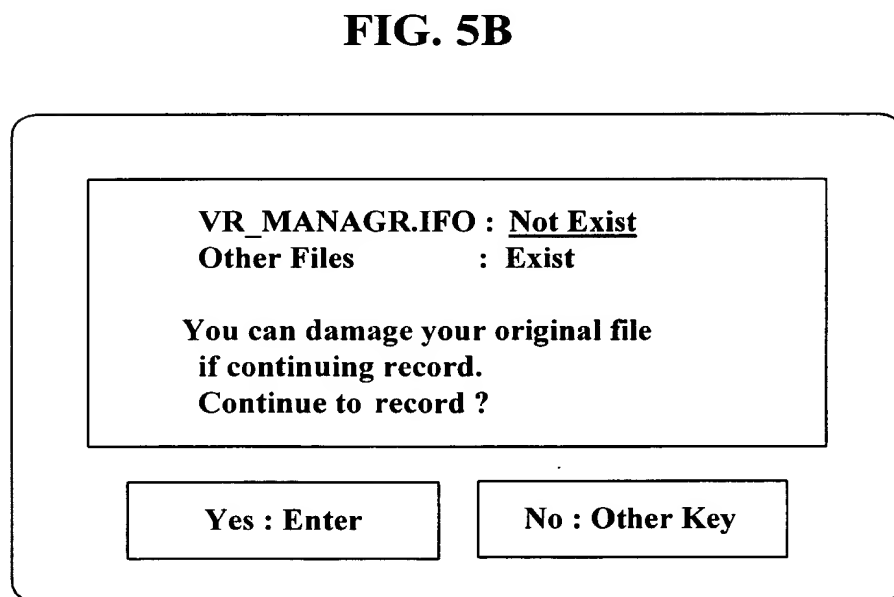 FIG. 5B
VR_MANAGR.IFO : Not Exist
Other Files : Exist
You can damage your original file
if continuing record.
Continue to record ?
Yes : Enter
No : Other Key